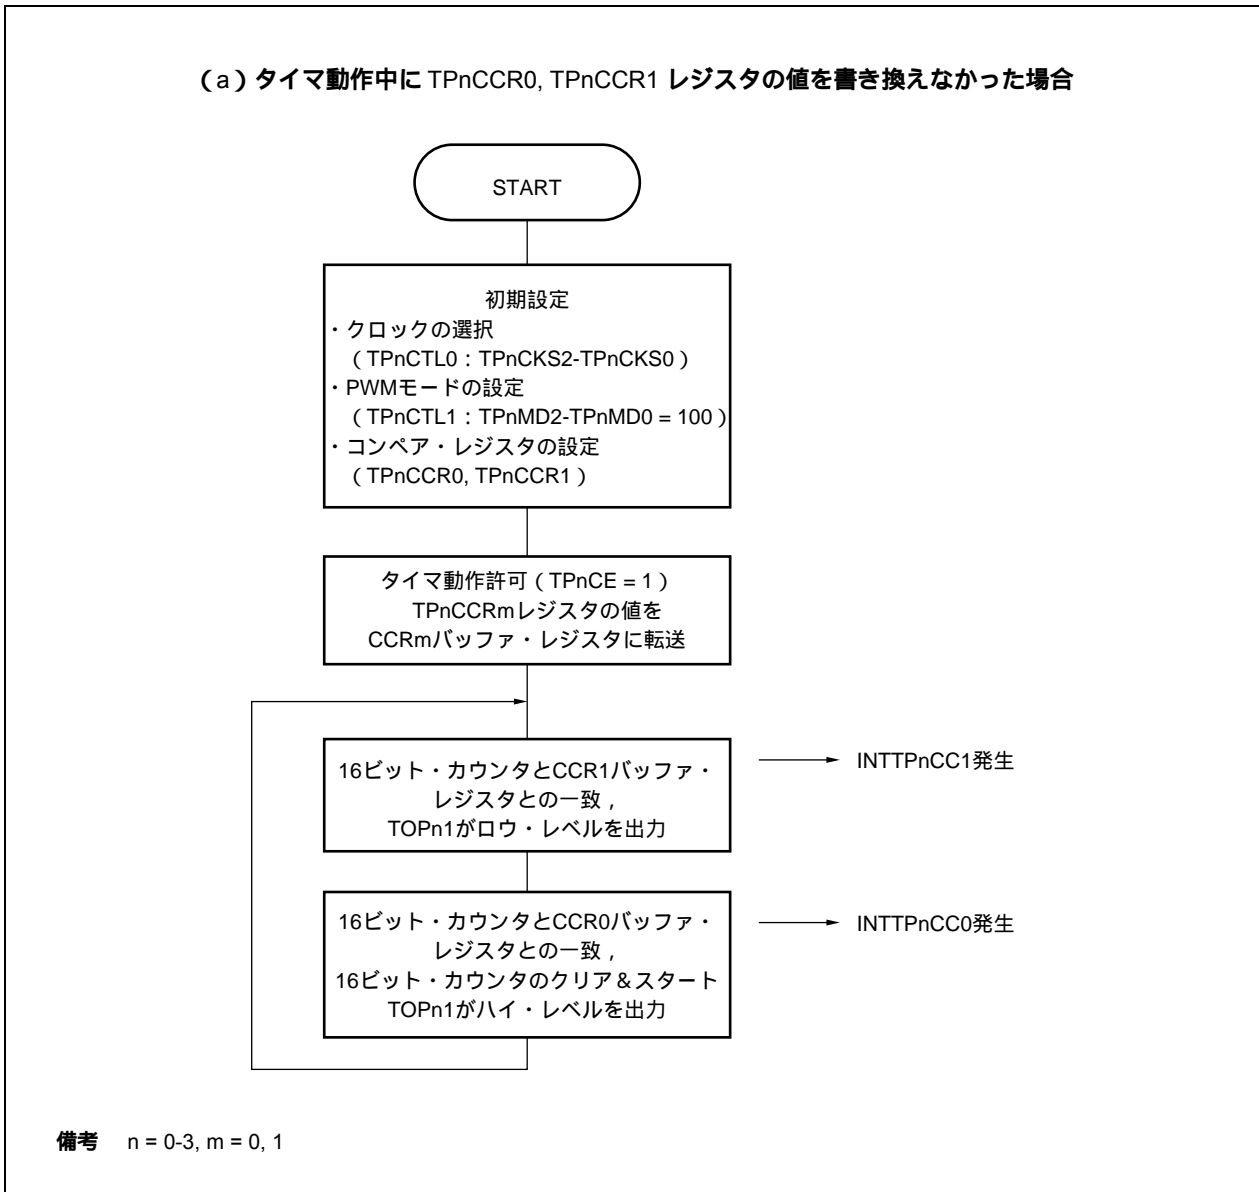 （a）タイマ動作中に TPnCCR0, TPnCCR1 レジスタの値を書き換えなかった場合
START
初期設定
・クロックの選択
（TPnCTL0：TPnCKS2-TPnCKS0）
・PWMモードの設定
（TPnCTL1：TPnMD2-TPnMD0 = 100）
・コンペア・レジスタの設定
（TPnCCR0, TPnCCR1）
タイマ動作許可（TPnCE = 1）
TPnCCRmレジスタの値を
CCRmバッファ・レジスタに転送
16ビット・カウンタとCCR1バッファ・
レジスタとの一致，
TOPn1がロウ・レベルを出力
INTTPnCC1発生
16ビット・カウンタとCCR0バッファ・
レジスタとの一致，
16ビット・カウンタのクリア＆スタート
TOPn1がハイ・レベルを出力
INTTPnCC0発生
備考 n = 0-3, m = 0, 1